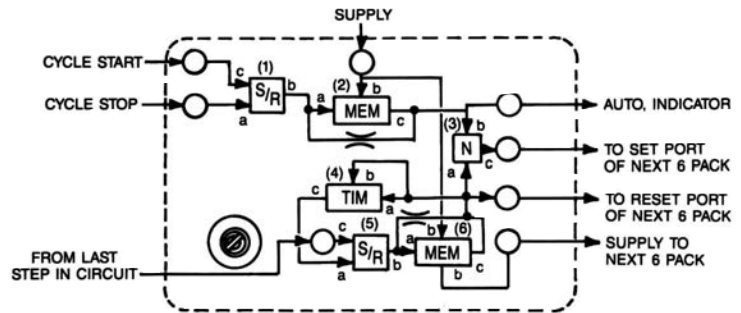 SUPPLY
CYCLE START
CYCLE STOP
c
(1)
S/R
b
a
(2)
b
a
MEM
c
AUTO, INDICATOR
(3)
b
N
c
a
TO SET PORT
OF NEXT 6 PACK
(4)
b
c
TIM
a
TO RESET PORT
OF NEXT 6 PACK
(5)
c
S/R
a
b
a
b
(6)
MEM
b
c
SUPPLY TO
NEXT 6 PACK
FROM LAST
STEP IN CIRCUIT